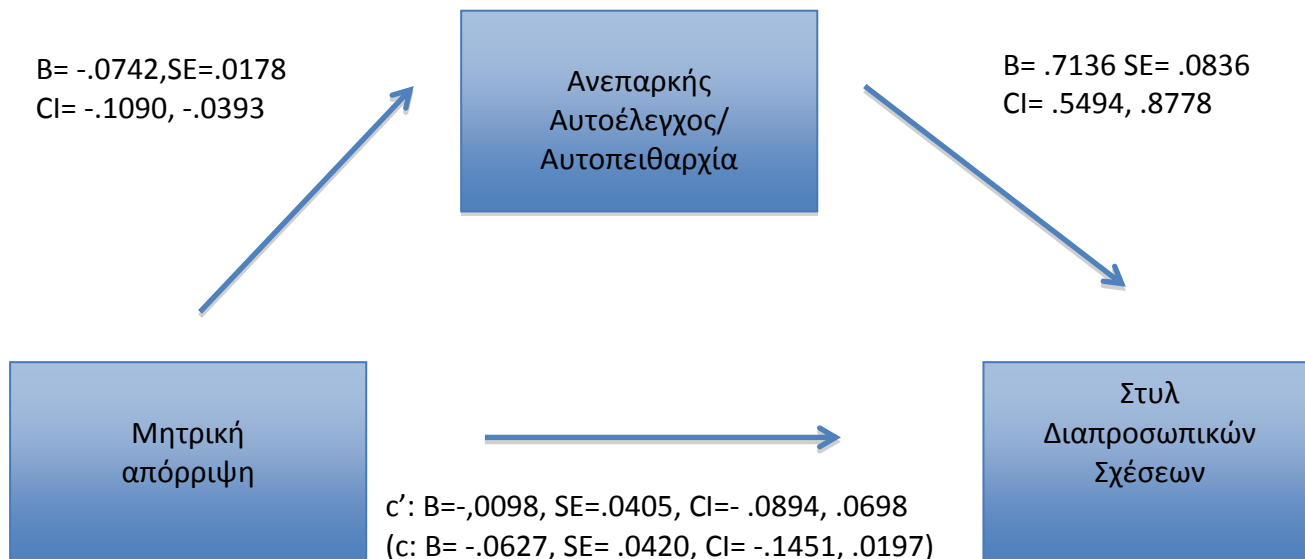 B= -.0742,SE=.0178
CI= -.1090, -.0393
Ανεπαρκής
Αυτοέλεγχος/
Αυτοπειθαρχία
B= .7136 SE= .0836
CI= .5494, .8778
Μητρική
απόρριψη
Στυλ
Διαπροσωπικών
Σχέσεων
c’: B=-,0098, SE=.0405, CI=- .0894, .0698
(c: B= -.0627, SE= .0420, CI= -.1451, .0197)